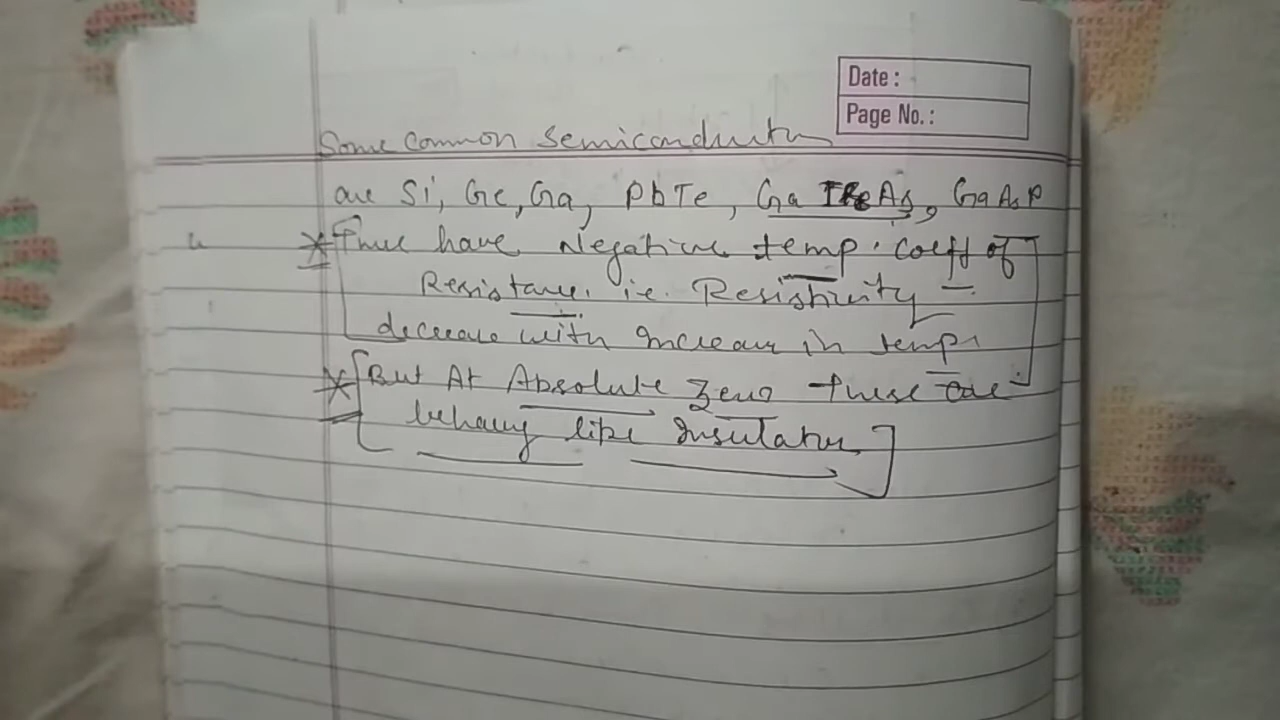 Date :
Page No. :
Some common semiconductor
are Si, Ge, Ga, PbTe, Ga As, GaAsP
* These have Negative temp. coeff of
Resistance. i.e. Resistivity
decrease with Increase in temp.
* But At Absolute Zero these are
behaving like Insulator